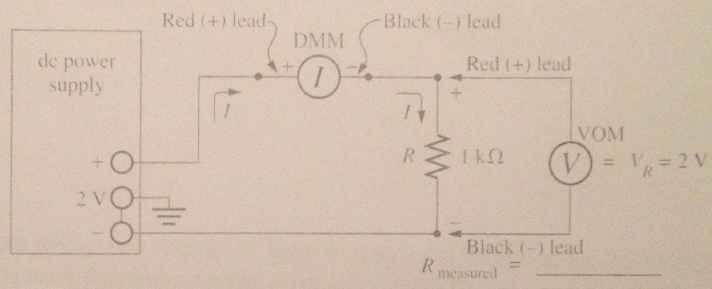 Red (+) lead
Black (−) lead
DMM
dc power
supply
+
I
−
Red (+) lead
+
I
I
VOM
+
R
1 kΩ
V
= V_R = 2 V
2 V
−
−
Black (−) lead
R_measured = ________